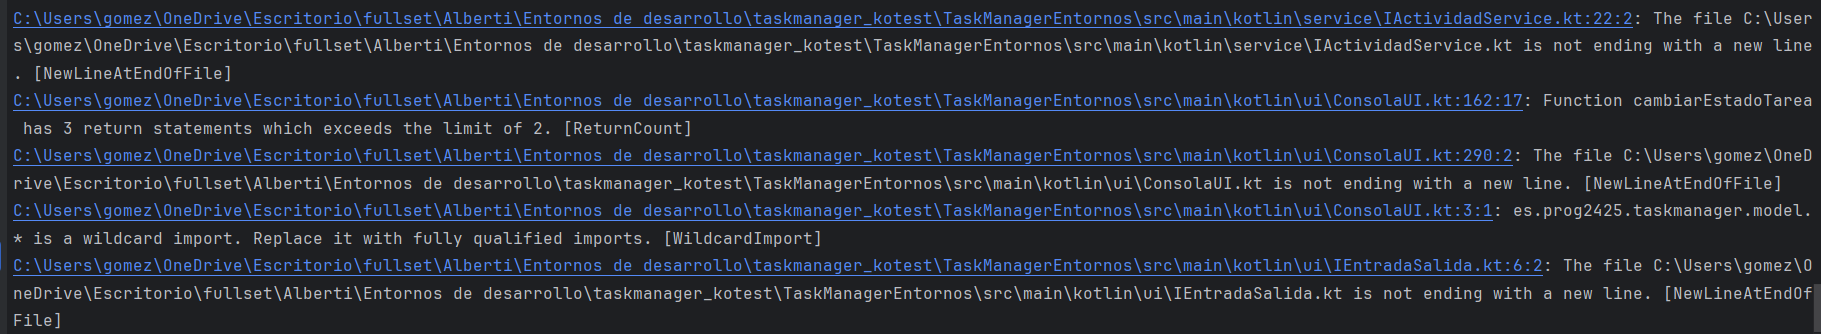 C:\Users\gomez\OneDrive\Escritorio\fullset\Alberti\Entornos de desarrollo\taskmanager_kotest\TaskManagerEntornos\src\main\kotlin\service\IActividadService.kt:22:2: The file C:\User
s\gomez\OneDrive\Escritorio\fullset\Alberti\Entornos de desarrollo\taskmanager_kotest\TaskManagerEntornos\src\main\kotlin\service\IActividadService.kt is not ending with a new line
. [NewLineAtEndOfFile]
C:\Users\gomez\OneDrive\Escritorio\fullset\Alberti\Entornos de desarrollo\taskmanager_kotest\TaskManagerEntornos\src\main\kotlin\ui\ConsolaUI.kt:162:17: Function cambiarEstadoTarea
 has 3 return statements which exceeds the limit of 2. [ReturnCount]
C:\Users\gomez\OneDrive\Escritorio\fullset\Alberti\Entornos de desarrollo\taskmanager_kotest\TaskManagerEntornos\src\main\kotlin\ui\ConsolaUI.kt:290:2: The file C:\Users\gomez\OneD
rive\Escritorio\fullset\Alberti\Entornos de desarrollo\taskmanager_kotest\TaskManagerEntornos\src\main\kotlin\ui\ConsolaUI.kt is not ending with a new line. [NewLineAtEndOfFile]
C:\Users\gomez\OneDrive\Escritorio\fullset\Alberti\Entornos de desarrollo\taskmanager_kotest\TaskManagerEntornos\src\main\kotlin\ui\ConsolaUI.kt:3:1: es.prog2425.taskmanager.model.
* is a wildcard import. Replace it with fully qualified imports. [WildcardImport]
C:\Users\gomez\OneDrive\Escritorio\fullset\Alberti\Entornos de desarrollo\taskmanager_kotest\TaskManagerEntornos\src\main\kotlin\ui\IEntradaSalida.kt:6:2: The file C:\Users\gomez\O
neDrive\Escritorio\fullset\Alberti\Entornos de desarrollo\taskmanager_kotest\TaskManagerEntornos\src\main\kotlin\ui\IEntradaSalida.kt is not ending with a new line. [NewLineAtEndOf
File]